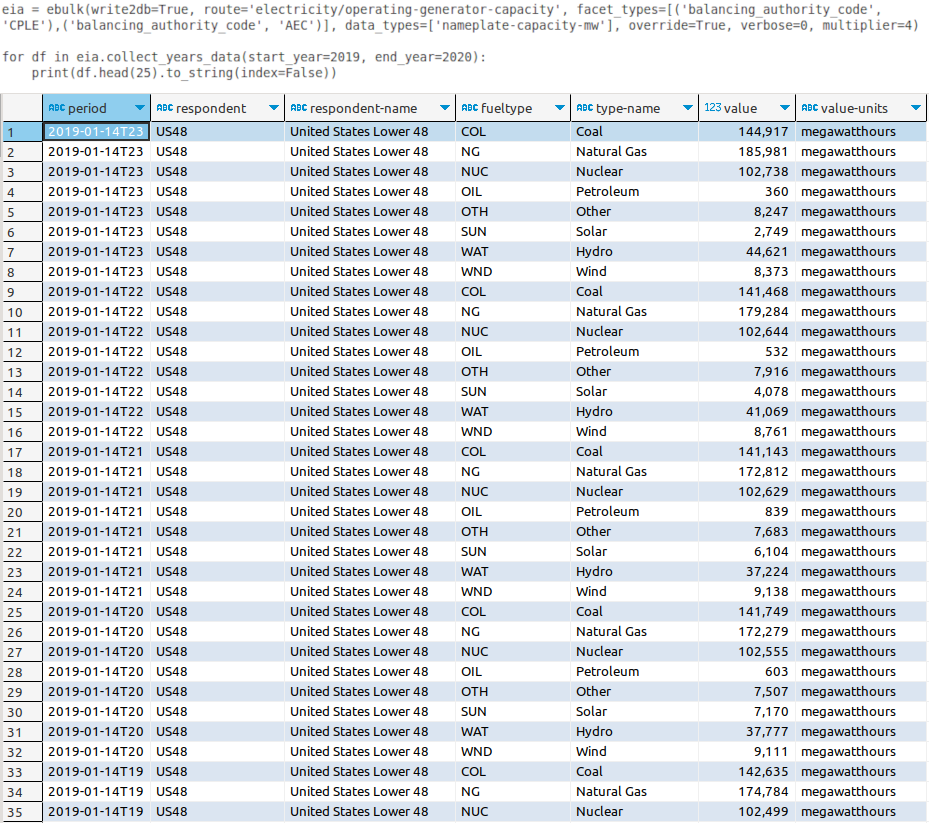 eia = ebulk(write2db=True, route='electricity/operating-generator-capacity', facet_types=[('balancing_authority_code',
'CPLE'),('balancing_authority_code', 'AEC')], data_types=['nameplate-capacity-mw'], override=True, verbose=0, multiplier=4)
for df in eia.collect_years_data(start_year=2019, end_year=2020):
print(df.head(25).to_string(index=False))
ABC period ABC respondent ABC respondent-name ABC fueltype ABC type-name 123 value ABC value-units
1 2019-01-14T23 US48 United States Lower 48 COL Coal 144,917 megawatthours
2 2019-01-14T23 US48 United States Lower 48 NG Natural Gas 185,981 megawatthours
3 2019-01-14T23 US48 United States Lower 48 NUC Nuclear 102,738 megawatthours
4 2019-01-14T23 US48 United States Lower 48 OIL Petroleum 360 megawatthours
5 2019-01-14T23 US48 United States Lower 48 OTH Other 8,247 megawatthours
6 2019-01-14T23 US48 United States Lower 48 SUN Solar 2,749 megawatthours
7 2019-01-14T23 US48 United States Lower 48 WAT Hydro 44,621 megawatthours
8 2019-01-14T23 US48 United States Lower 48 WND Wind 8,373 megawatthours
9 2019-01-14T22 US48 United States Lower 48 COL Coal 141,468 megawatthours
10 2019-01-14T22 US48 United States Lower 48 NG Natural Gas 179,284 megawatthours
11 2019-01-14T22 US48 United States Lower 48 NUC Nuclear 102,644 megawatthours
12 2019-01-14T22 US48 United States Lower 48 OIL Petroleum 532 megawatthours
13 2019-01-14T22 US48 United States Lower 48 OTH Other 7,916 megawatthours
14 2019-01-14T22 US48 United States Lower 48 SUN Solar 4,078 megawatthours
15 2019-01-14T22 US48 United States Lower 48 WAT Hydro 41,069 megawatthours
16 2019-01-14T22 US48 United States Lower 48 WND Wind 8,761 megawatthours
17 2019-01-14T21 US48 United States Lower 48 COL Coal 141,143 megawatthours
18 2019-01-14T21 US48 United States Lower 48 NG Natural Gas 172,812 megawatthours
19 2019-01-14T21 US48 United States Lower 48 NUC Nuclear 102,629 megawatthours
20 2019-01-14T21 US48 United States Lower 48 OIL Petroleum 839 megawatthours
21 2019-01-14T21 US48 United States Lower 48 OTH Other 7,683 megawatthours
22 2019-01-14T21 US48 United States Lower 48 SUN Solar 6,104 megawatthours
23 2019-01-14T21 US48 United States Lower 48 WAT Hydro 37,224 megawatthours
24 2019-01-14T21 US48 United States Lower 48 WND Wind 9,138 megawatthours
25 2019-01-14T20 US48 United States Lower 48 COL Coal 141,749 megawatthours
26 2019-01-14T20 US48 United States Lower 48 NG Natural Gas 172,279 megawatthours
27 2019-01-14T20 US48 United States Lower 48 NUC Nuclear 102,555 megawatthours
28 2019-01-14T20 US48 United States Lower 48 OIL Petroleum 603 megawatthours
29 2019-01-14T20 US48 United States Lower 48 OTH Other 7,507 megawatthours
30 2019-01-14T20 US48 United States Lower 48 SUN Solar 7,170 megawatthours
31 2019-01-14T20 US48 United States Lower 48 WAT Hydro 37,777 megawatthours
32 2019-01-14T20 US48 United States Lower 48 WND Wind 9,111 megawatthours
33 2019-01-14T19 US48 United States Lower 48 COL Coal 142,635 megawatthours
34 2019-01-14T19 US48 United States Lower 48 NG Natural Gas 174,784 megawatthours
35 2019-01-14T19 US48 United States Lower 48 NUC Nuclear 102,499 megawatthours